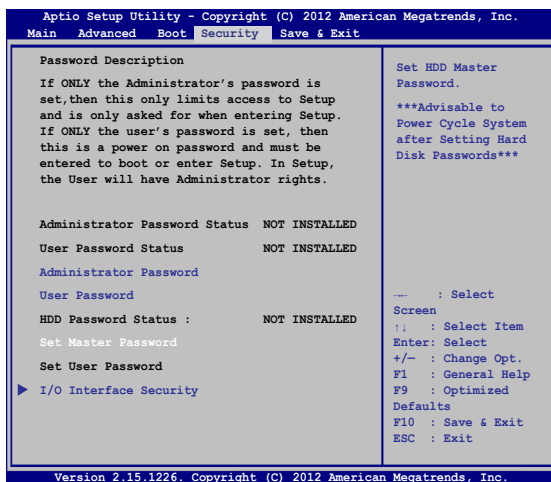 Aptio Setup Utility - Copyright (C) 2012 American Megatrends, Inc.
Main Advanced Boot Security Save & Exit
Password Description
If ONLY the Administrator's password is
set,then this only limits access to Setup
and is only asked for when entering Setup.
If ONLY the user's password is set, then
this is a power on password and must be
entered to boot or enter Setup. In Setup,
the User will have Administrator rights.
Administrator Password Status NOT INSTALLED
User Password Status NOT INSTALLED
Administrator Password
User Password
HDD Password Status : NOT INSTALLED
Set Master Password
Set User Password
I/O Interface Security
Set HDD Master
Password.
***Advisable to
Power Cycle System
after Setting Hard
Disk Passwords***
→← : Select
Screen
↑↓ : Select Item
Enter: Select
+/— : Change Opt.
F1 : General Help
F9 : Optimized
Defaults
F10 : Save & Exit
ESC : Exit
Version 2.15.1226. Copyright (C) 2012 American Megatrends, Inc.